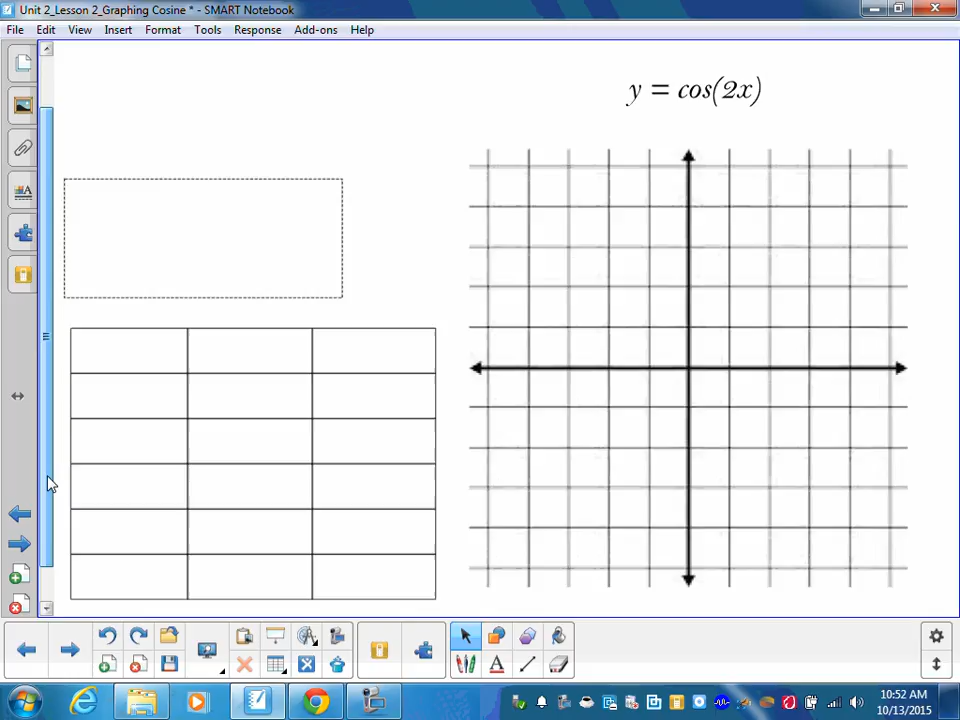 Unit 2_Lesson 2_Graphing Cosine * - SMART Notebook
File Edit View Insert Format Tools Response Add-ons Help
y = cos(2x)
10:52 AM
10/13/2015